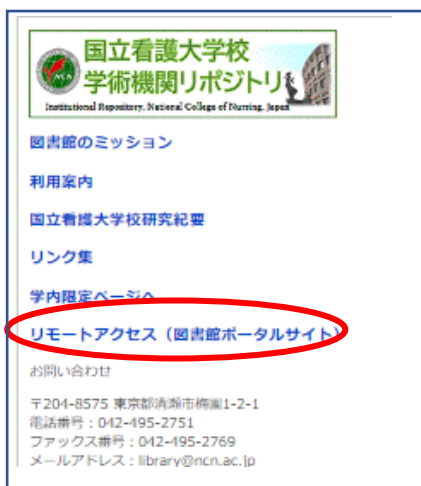 国立看護大学校
学術機関リポジトリ
Institutional Repository, National College of Nursing, Japan
図書館のミッション
利用案内
国立看護大学校研究紀要
リンク集
学内限定ページへ
リモートアクセス（図書館ポータルサイト）
お問い合わせ
〒204-8575 東京都清瀬市梅園1-2-1
電話番号：042-495-2751
ファックス番号：042-495-2769
メールアドレス：library@ncn.ac.jp